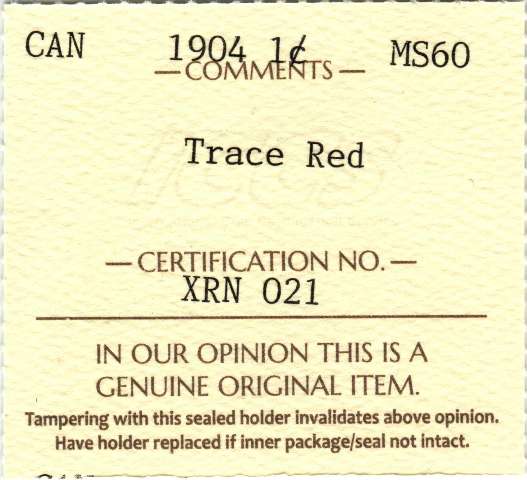 CAN 1904 1¢ MS60
— COMMENTS —
Trace Red
ICCS
— CERTIFICATION NO. —
XRN 021
IN OUR OPINION THIS IS A
GENUINE ORIGINAL ITEM.
Tampering with this sealed holder invalidates above opinion.
Have holder replaced if inner package/seal not intact.